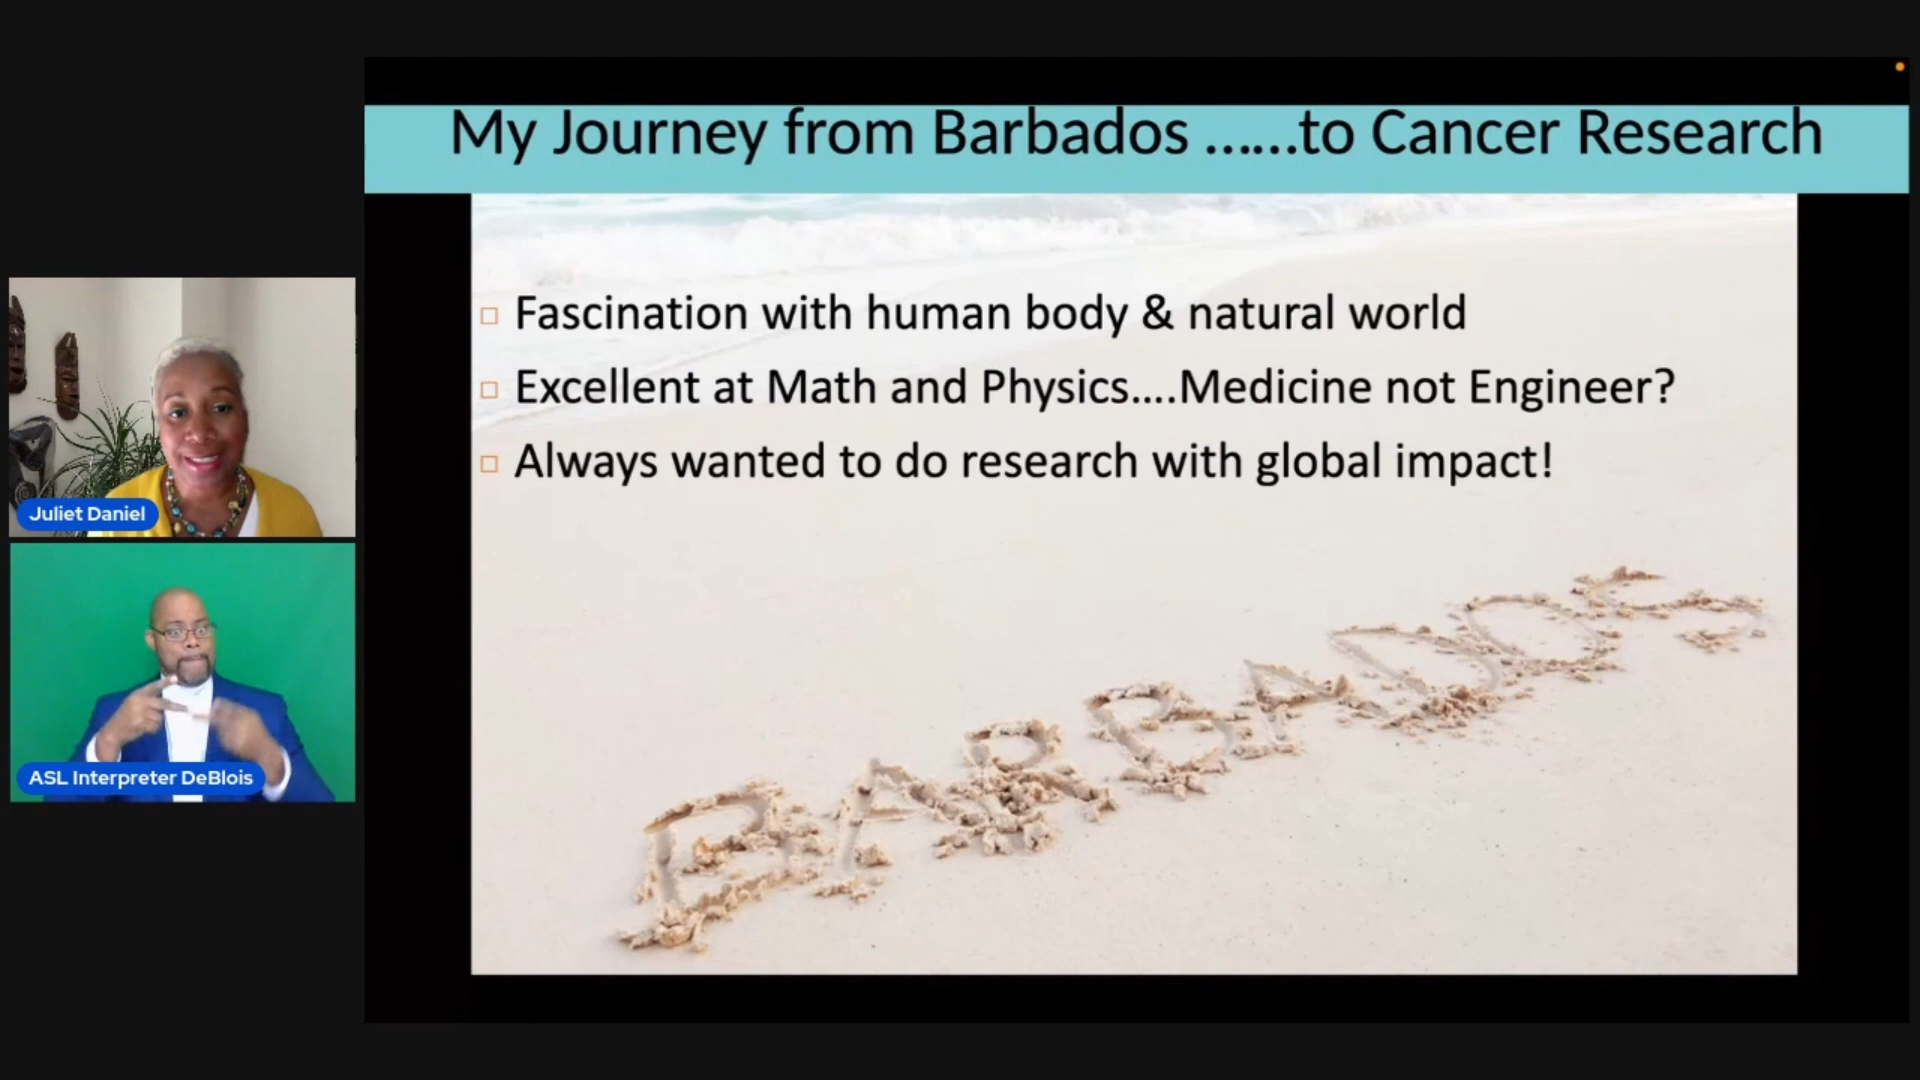 My Journey from Barbados ......to Cancer Research
Fascination with human body & natural world
Excellent at Math and Physics....Medicine not Engineer?
Always wanted to do research with global impact!
BARBADOS
Juliet Daniel
ASL Interpreter DeBlois